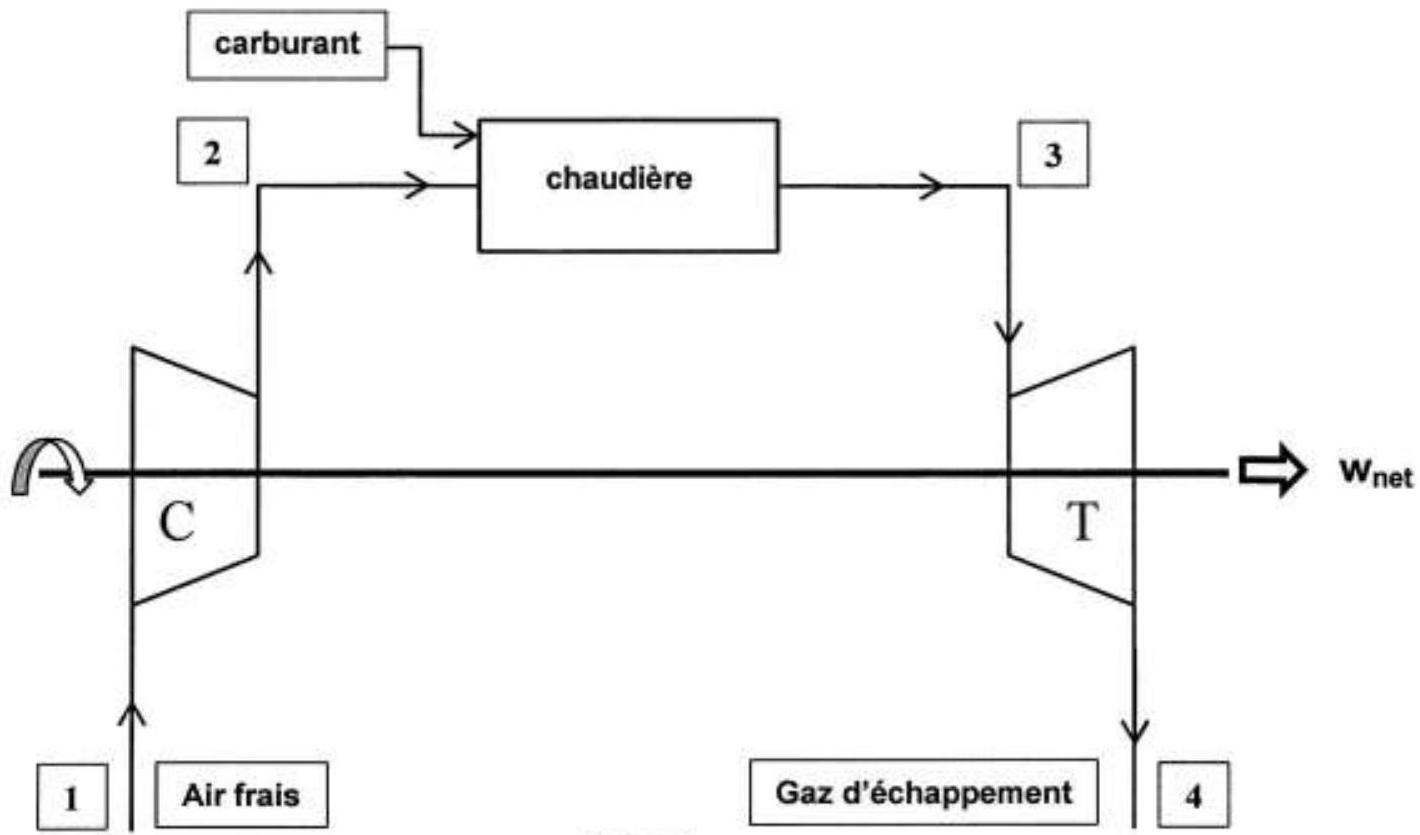 carburant
2
chaudière
3
C
T
Wnet
1
Air frais
Gaz d'échappement
4